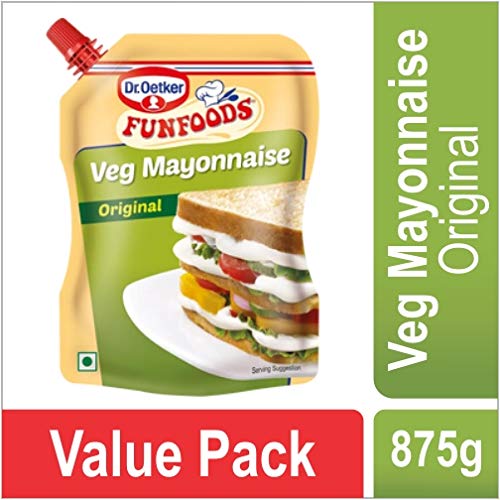 Dr.Oetker
FUNFOODS
Veg Mayonnaise
Original
Serving Suggestion
Veg Mayonnaise
Original
Value Pack
875g